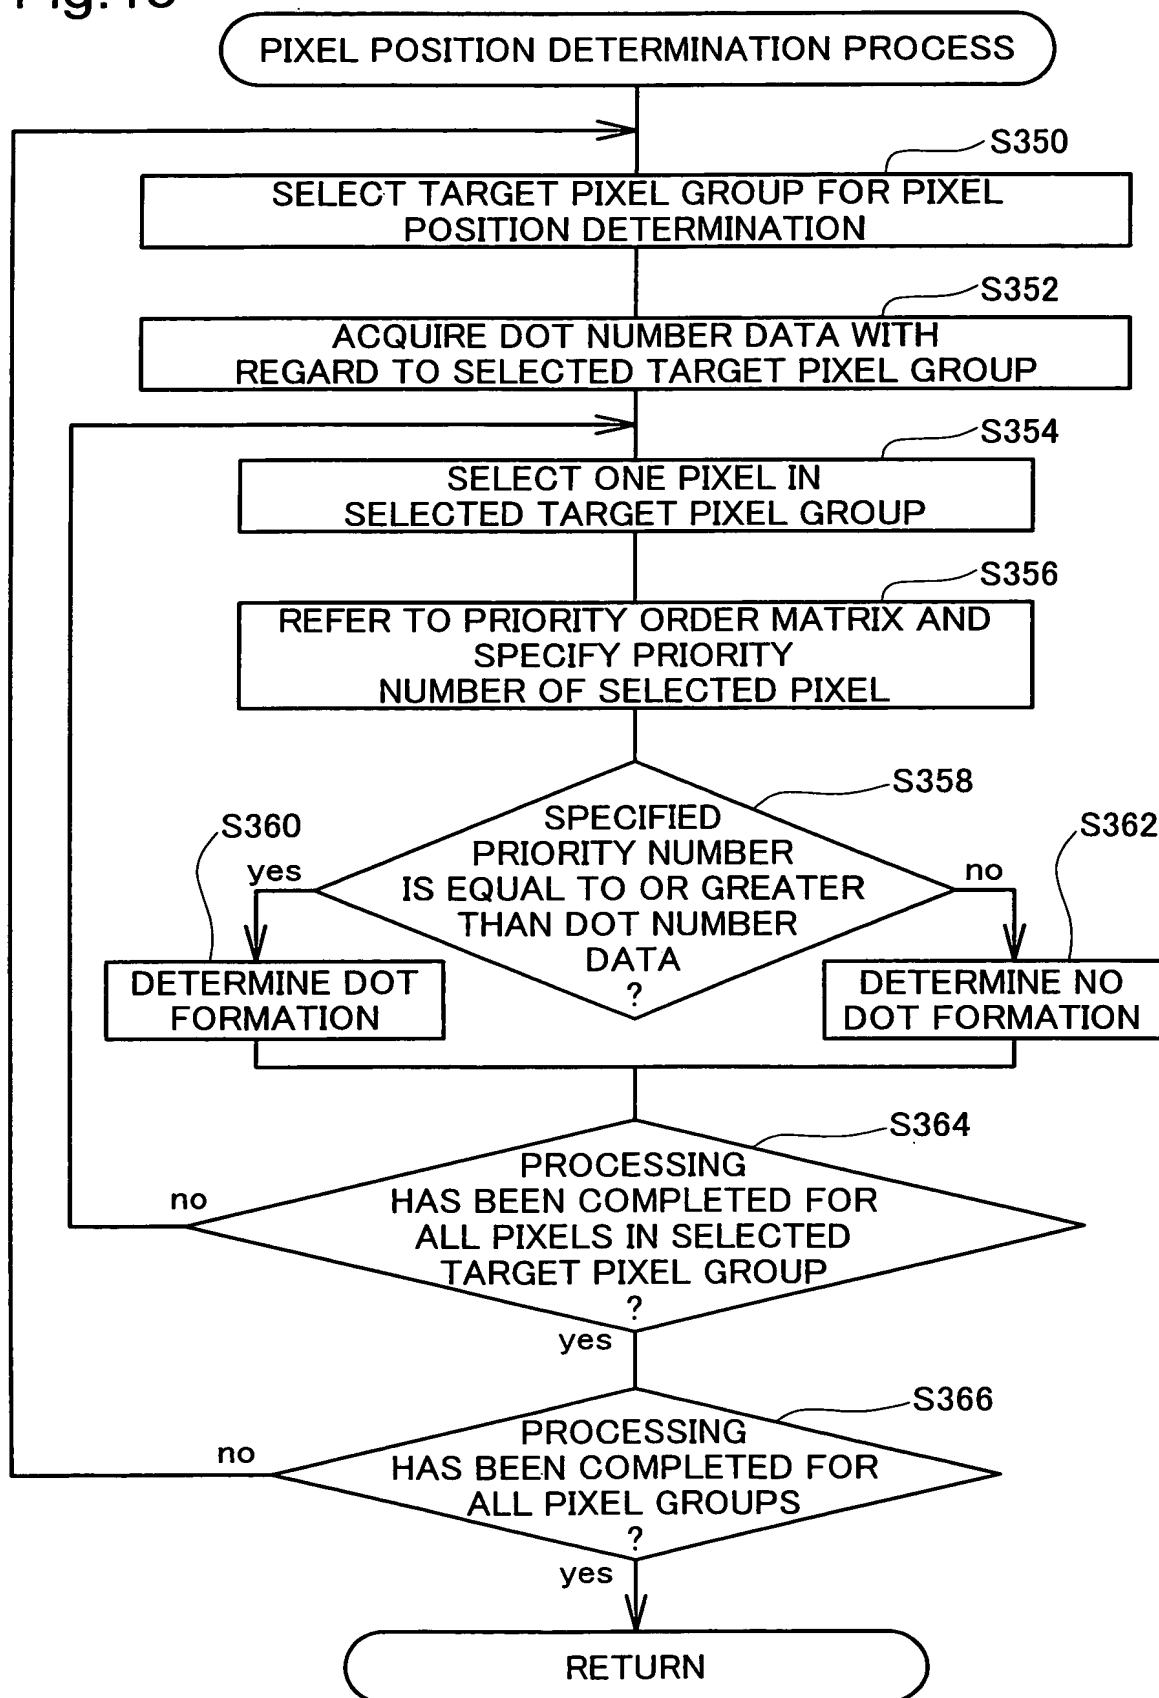 PIXEL POSITION DETERMINATION PROCESS
S350
SELECT TARGET PIXEL GROUP FOR PIXEL
POSITION DETERMINATION
S352
ACQUIRE DOT NUMBER DATA WITH
REGARD TO SELECTED TARGET PIXEL GROUP
S354
SELECT ONE PIXEL IN
SELECTED TARGET PIXEL GROUP
S356
REFER TO PRIORITY ORDER MATRIX AND
SPECIFY PRIORITY
NUMBER OF SELECTED PIXEL
S358
SPECIFIED
PRIORITY NUMBER
IS EQUAL TO OR GREATER
THAN DOT NUMBER
DATA
?
S360
yes
DETERMINE DOT
FORMATION
S362
no
DETERMINE NO
DOT FORMATION
S364
PROCESSING
HAS BEEN COMPLETED FOR
ALL PIXELS IN SELECTED
TARGET PIXEL GROUP
?
no
yes
S366
PROCESSING
HAS BEEN COMPLETED FOR
ALL PIXEL GROUPS
?
no
yes
RETURN